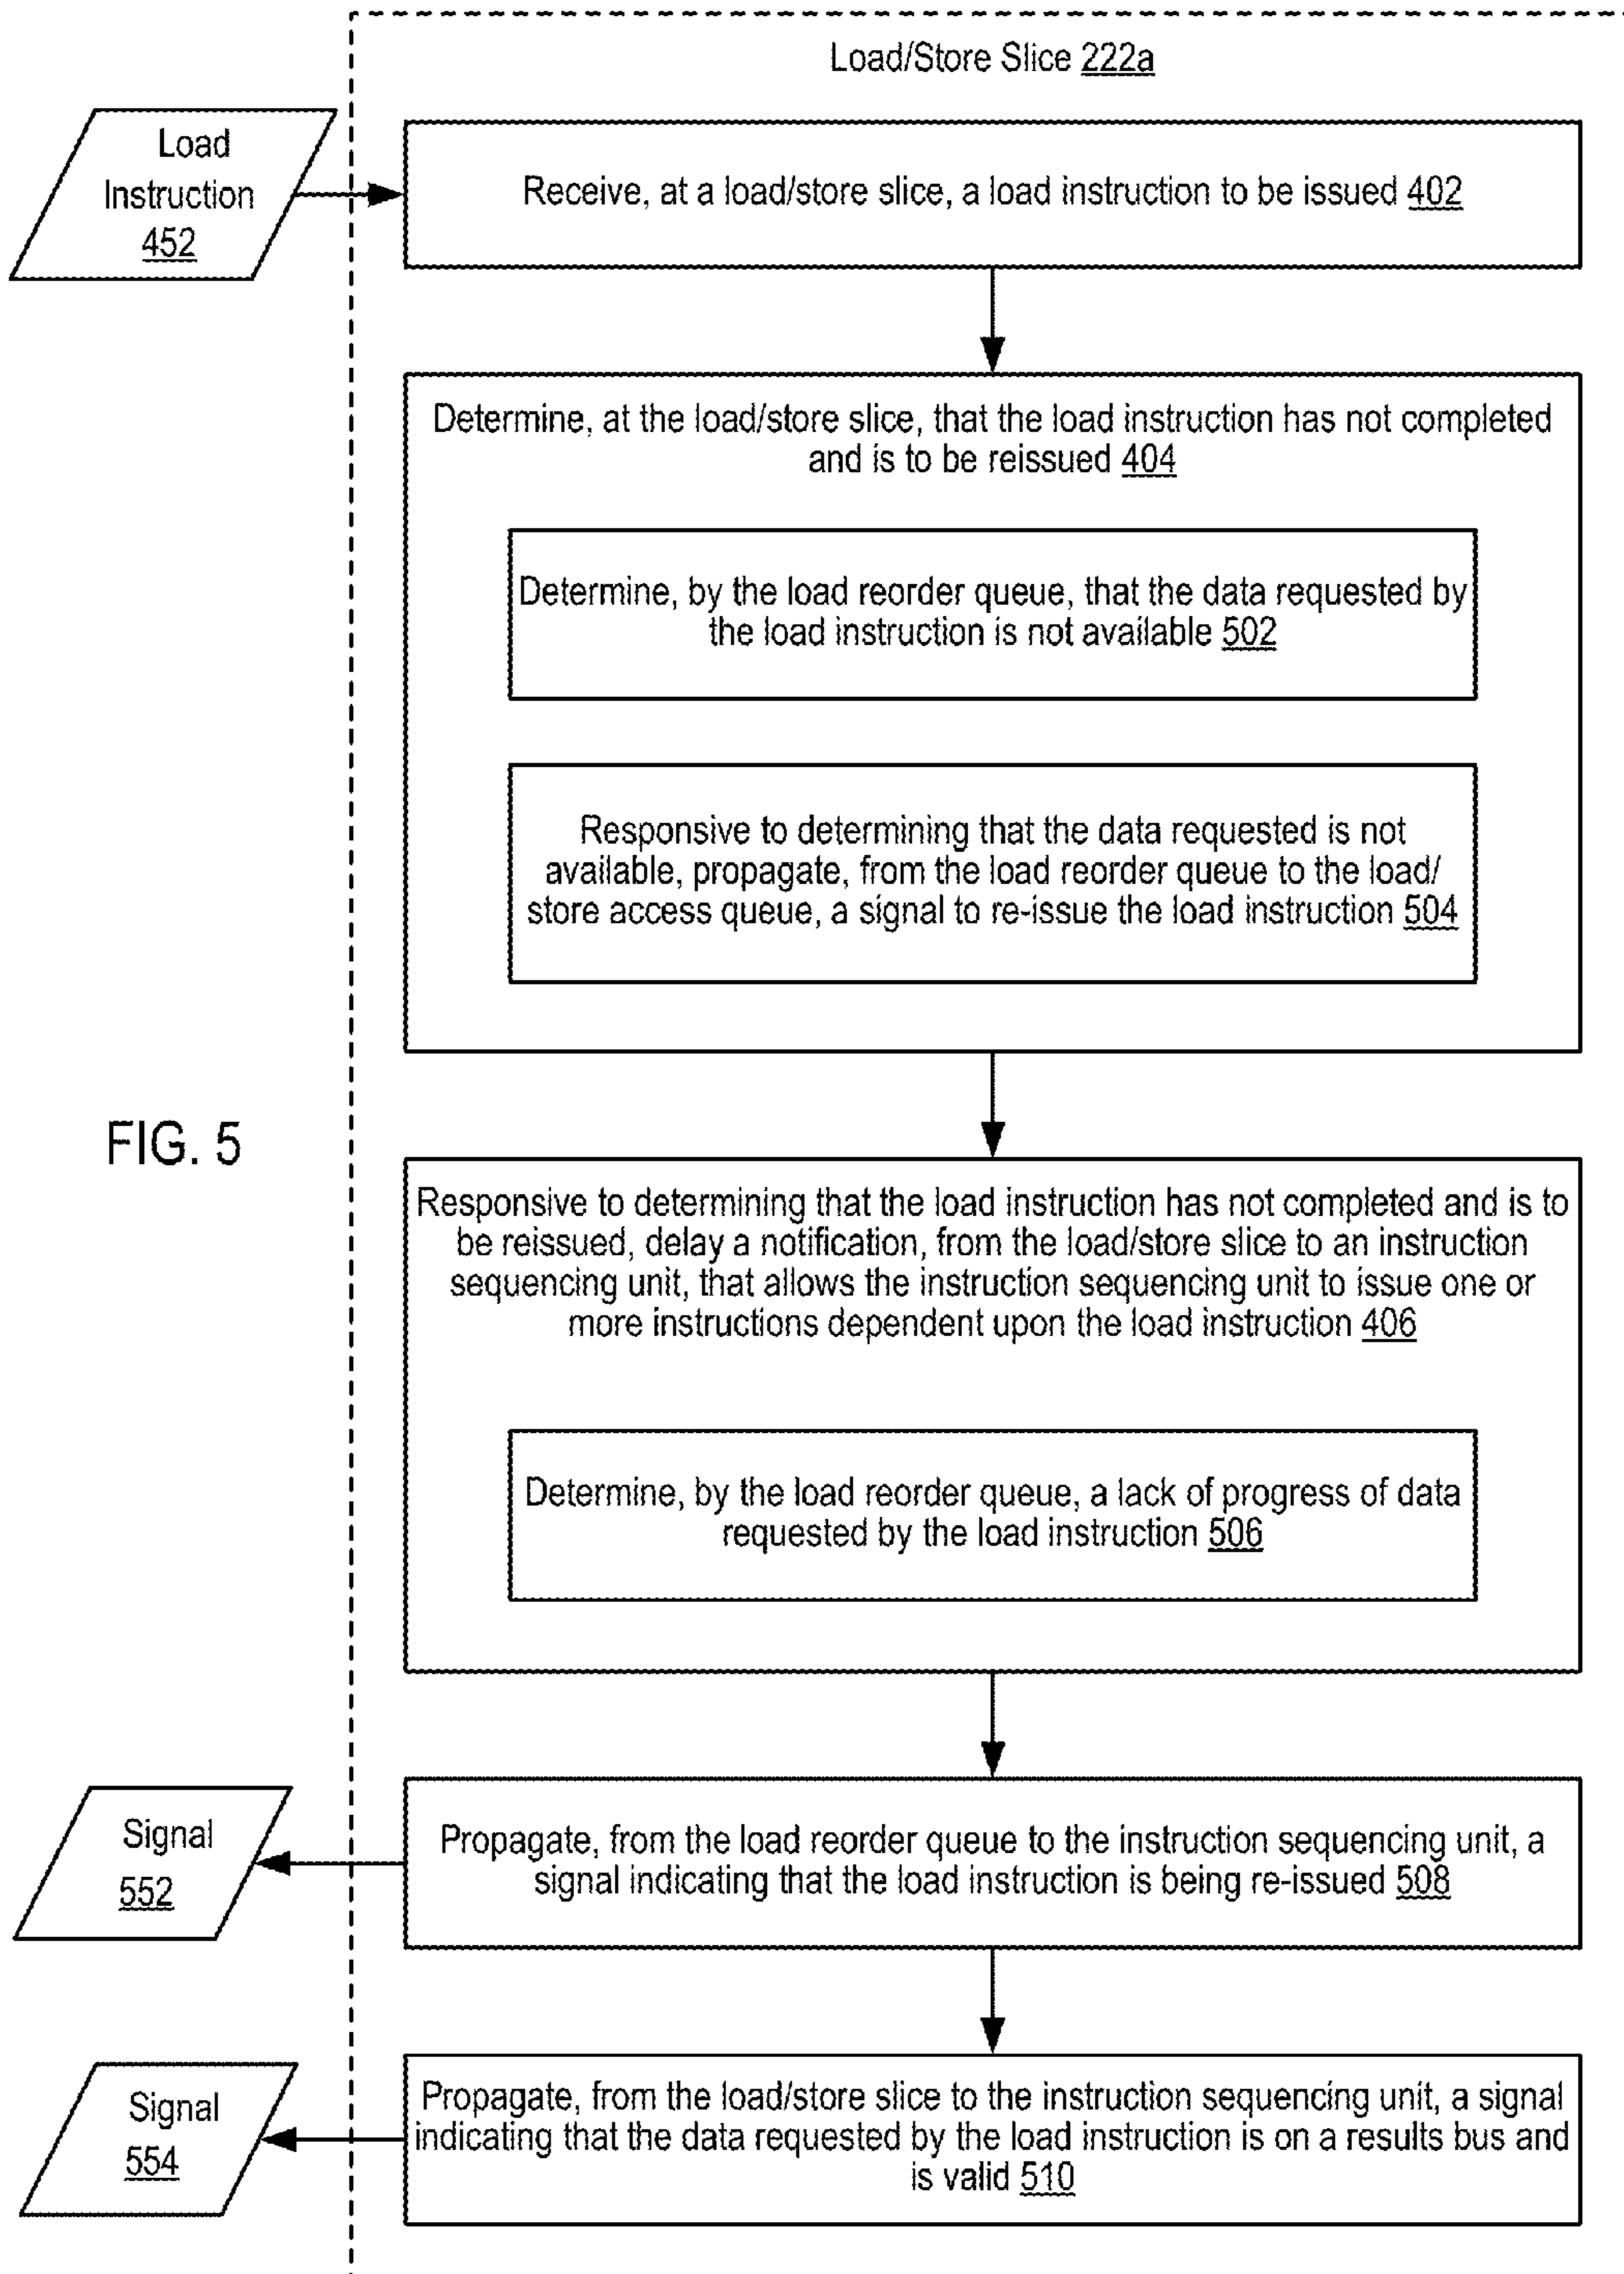 Load/Store Slice 222a
Load
Instruction
452
Receive, at a load/store slice, a load instruction to be issued 402
Determine, at the load/store slice, that the load instruction has not completed
and is to be reissued 404
Determine, by the load reorder queue, that the data requested by
the load instruction is not available 502
Responsive to determining that the data requested is not
available, propagate, from the load reorder queue to the load/
store access queue, a signal to re-issue the load instruction 504
FIG. 5
Responsive to determining that the load instruction has not completed and is to
be reissued, delay a notification, from the load/store slice to an instruction
sequencing unit, that allows the instruction sequencing unit to issue one or
more instructions dependent upon the load instruction 406
Determine, by the load reorder queue, a lack of progress of data
requested by the load instruction 506
Signal
552
Propagate, from the load reorder queue to the instruction sequencing unit, a
signal indicating that the load instruction is being re-issued 508
Signal
554
Propagate, from the load/store slice to the instruction sequencing unit, a signal
indicating that the data requested by the load instruction is on a results bus and
is valid 510